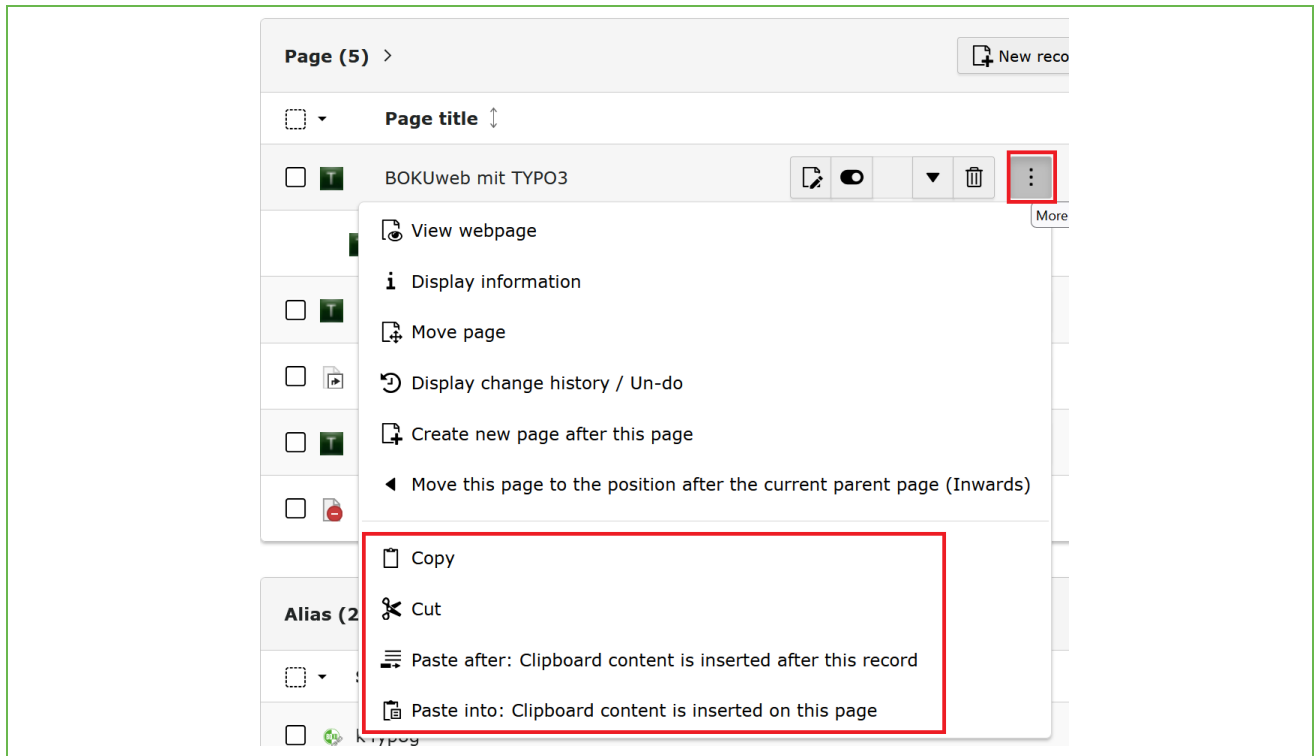 Page (5)
New reco
Page title
BOKUweb mit TYPO3
More
View webpage
Display information
Move page
Display change history / Un-do
Create new page after this page
Move this page to the position after the current parent page (Inwards)
Copy
Cut
Alias (2
Paste after: Clipboard content is inserted after this record
Paste into: Clipboard content is inserted on this page